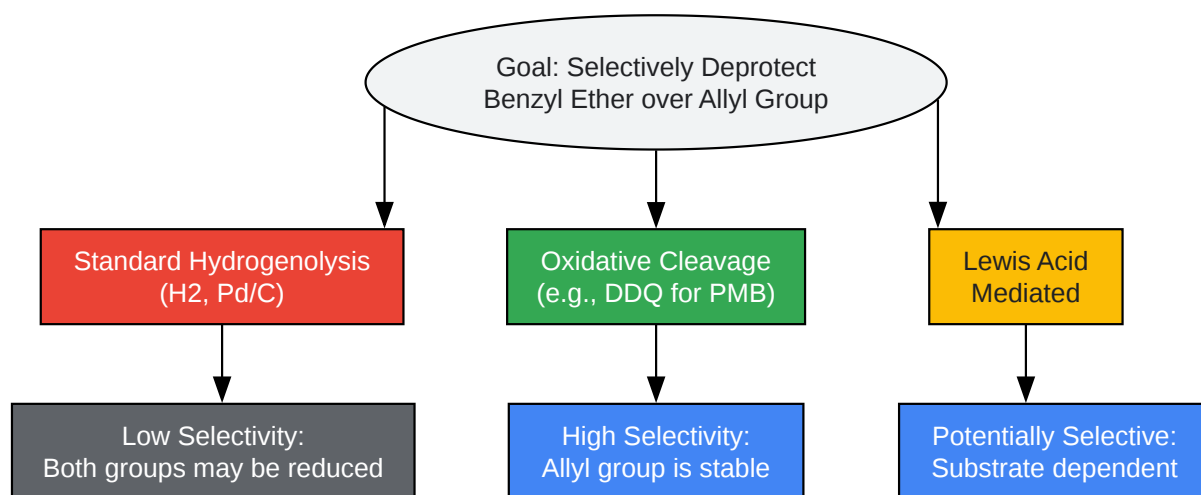 Goal: Selectively Deprotect
Benzyl Ether over Allyl Group
Standard Hydrogenolysis
(H2, Pd/C)
Oxidative Cleavage
(e.g., DDQ for PMB)
Lewis Acid
Mediated
Low Selectivity:
Both groups may be reduced
High Selectivity:
Allyl group is stable
Potentially Selective:
Substrate dependent